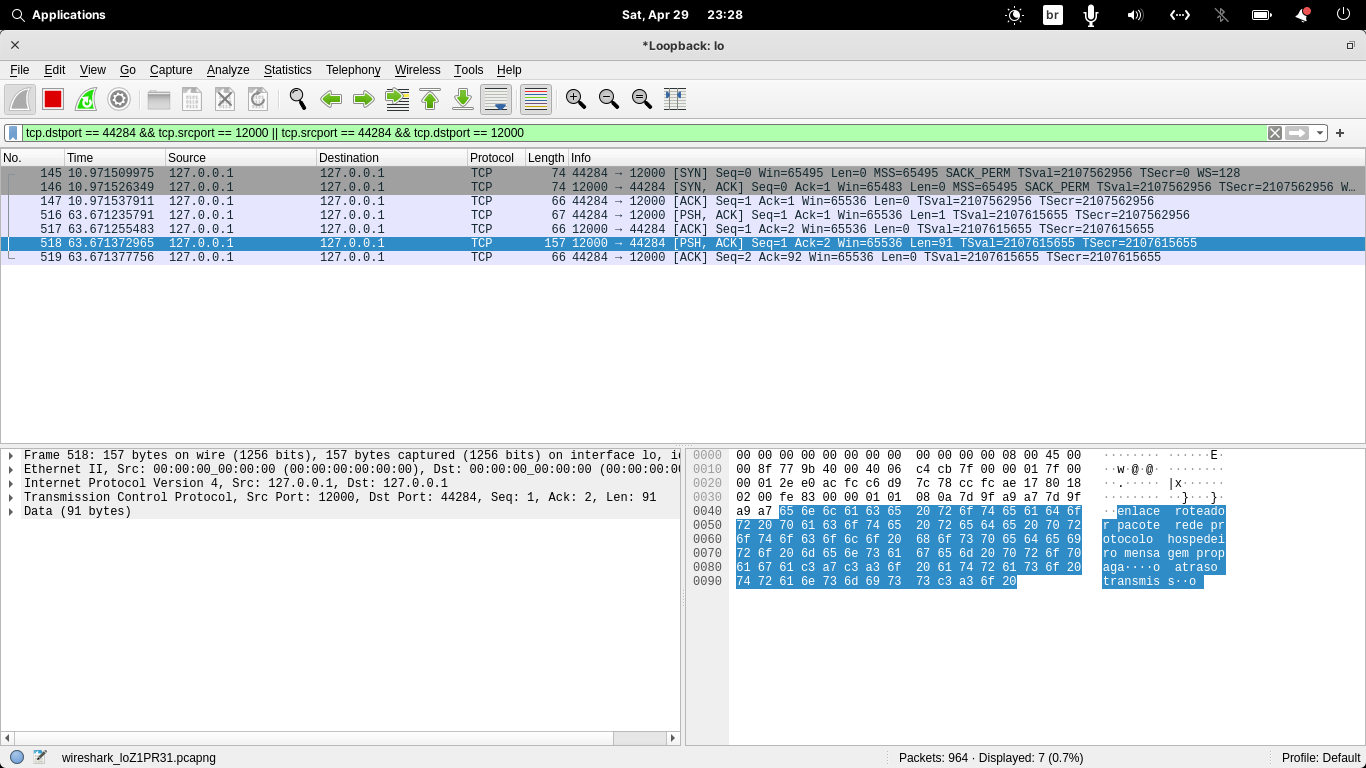 Applications
Sat, Apr 29 23:28
br
*Loopback: lo
File Edit View Go Capture Analyze Statistics Telephony Wireless Tools Help
tcp.dstport == 44284 && tcp.srcport == 12000 || tcp.srcport == 44284 && tcp.dstport == 12000
No. Time Source Destination Protocol Length Info
145 10.971509975 127.0.0.1 127.0.0.1 TCP 74 44284 → 12000 [SYN] Seq=0 Win=65495 Len=0 MSS=65495 SACK_PERM TSval=2107562956 TSecr=0 WS=128
146 10.971526349 127.0.0.1 127.0.0.1 TCP 74 12000 → 44284 [SYN, ACK] Seq=0 Ack=1 Win=65483 Len=0 MSS=65495 SACK_PERM TSval=2107562956 TSecr=2107562956 W…
147 10.971537911 127.0.0.1 127.0.0.1 TCP 66 44284 → 12000 [ACK] Seq=1 Ack=1 Win=65536 Len=0 TSval=2107562956 TSecr=2107562956
516 63.671235791 127.0.0.1 127.0.0.1 TCP 67 44284 → 12000 [PSH, ACK] Seq=1 Ack=1 Win=65536 Len=1 TSval=2107615655 TSecr=2107562956
517 63.671255483 127.0.0.1 127.0.0.1 TCP 66 12000 → 44284 [ACK] Seq=1 Ack=2 Win=65536 Len=0 TSval=2107615655 TSecr=2107615655
518 63.671372965 127.0.0.1 127.0.0.1 TCP 157 12000 → 44284 [PSH, ACK] Seq=1 Ack=2 Win=65536 Len=91 TSval=2107615655 TSecr=2107615655
519 63.671377756 127.0.0.1 127.0.0.1 TCP 66 44284 → 12000 [ACK] Seq=2 Ack=92 Win=65536 Len=0 TSval=2107615655 TSecr=2107615655
Frame 518: 157 bytes on wire (1256 bits), 157 bytes captured (1256 bits) on interface lo,
Ethernet II, Src: 00:00:00_00:00:00 (00:00:00:00:00:00), Dst: 00:00:00_00:00:00 (00:00:00:
Internet Protocol Version 4, Src: 127.0.0.1, Dst: 127.0.0.1
Transmission Control Protocol, Src Port: 12000, Dst Port: 44284, Seq: 1, Ack: 2, Len: 91
Data (91 bytes)
0000 00 00 00 00 00 00 00 00 00 00 00 00 08 00 45 00 ········ ······E·
0010 00 8f 77 9b 40 00 40 06 c4 cb 7f 00 00 01 7f 00 ··w·@·@· ········
0020 00 01 2e e0 ac fc c6 d9 7c 78 cc fc ae 17 80 18 ··.····· |x······
0030 02 00 fe 83 00 00 01 01 08 0a 7d 9f a9 a7 7d 9f ········ ··}···}·
0040 a9 a7 65 6e 6c 61 63 65 20 72 6f 74 65 61 64 6f ··enlace roteado
0050 72 20 70 61 63 6f 74 65 20 72 65 64 65 20 70 72 r pacote rede pr
0060 6f 74 6f 63 6f 6c 6f 20 68 6f 73 70 65 64 65 69 otocolo hospedei
0070 72 6f 20 6d 65 6e 73 61 67 65 6d 20 70 72 6f 70 ro mensa gem prop
0080 61 67 61 c3 a7 c3 a3 6f 20 61 74 72 61 73 6f 20 aga····o atraso
0090 74 72 61 6e 73 6d 69 73 73 c3 a3 6f 20 transmis s··o
wireshark_loZ1PR31.pcapng
Packets: 964 · Displayed: 7 (0.7%)
Profile: Default